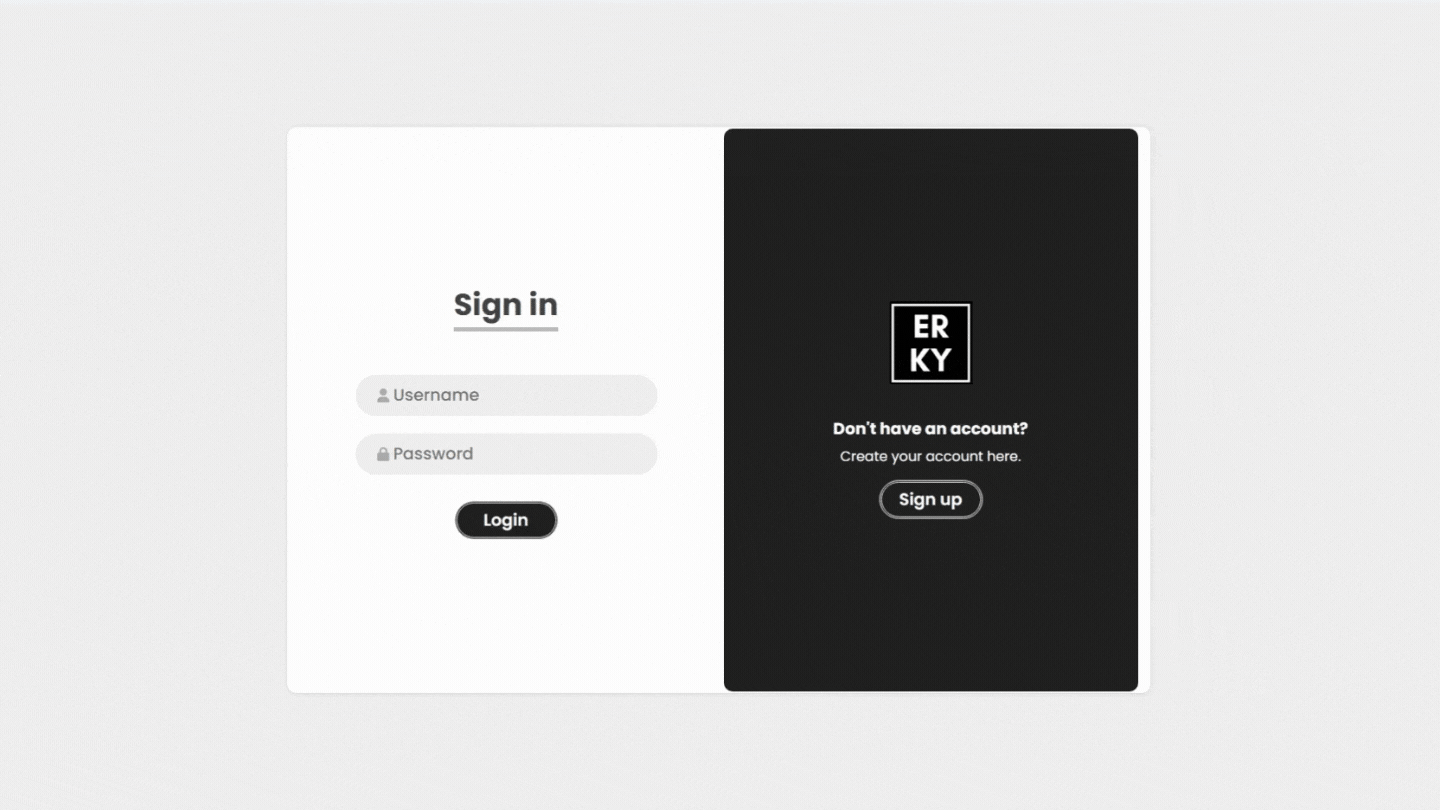 Sign in
Username
Password
Login
ER
KY
Don't have an account?
Create your account here.
Sign up